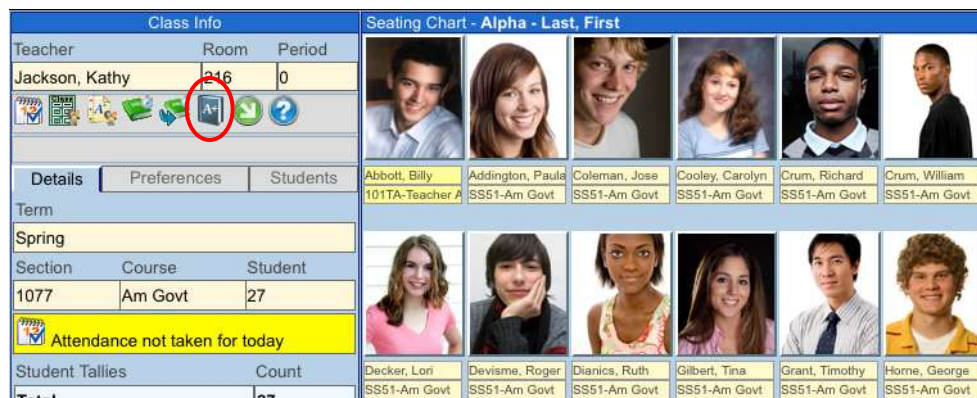 Class Info
Teacher Room Period
Jackson, Kathy 216 0
A+
Details Preferences Students
Term
Spring
Section Course Student
1077 Am Govt 27
Attendance not taken for today
Student Tallies Count
Total 27
Seating Chart - Alpha - Last, First
Abbott, Billy Addington, Paula Coleman, Jose Cooley, Carolyn Crum, Richard Crum, William
101TA-Teacher A SS51-Am Govt SS51-Am Govt SS51-Am Govt SS51-Am Govt SS51-Am Govt
Decker, Lori Devisme, Roger Dianics, Ruth Gilbert, Tina Grant, Timothy Horne, George
SS51-Am Govt SS51-Am Govt SS51-Am Govt SS51-Am Govt SS51-Am Govt SS51-Am Govt